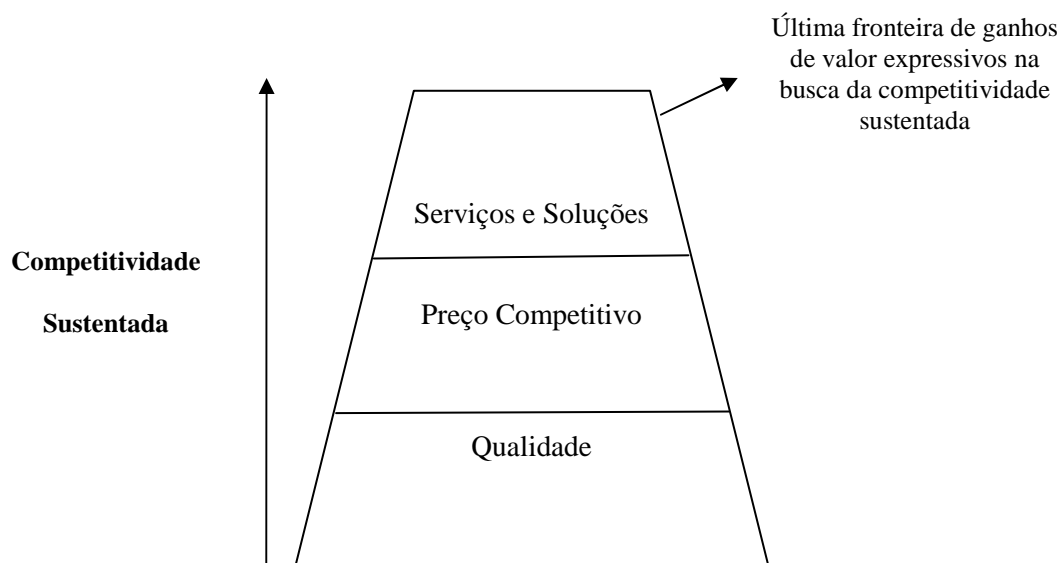 Última fronteira de ganhos
de valor expressivos na
busca da competitividade
sustentada
Serviços e Soluções
Competitividade
Sustentada
Preço Competitivo
Qualidade